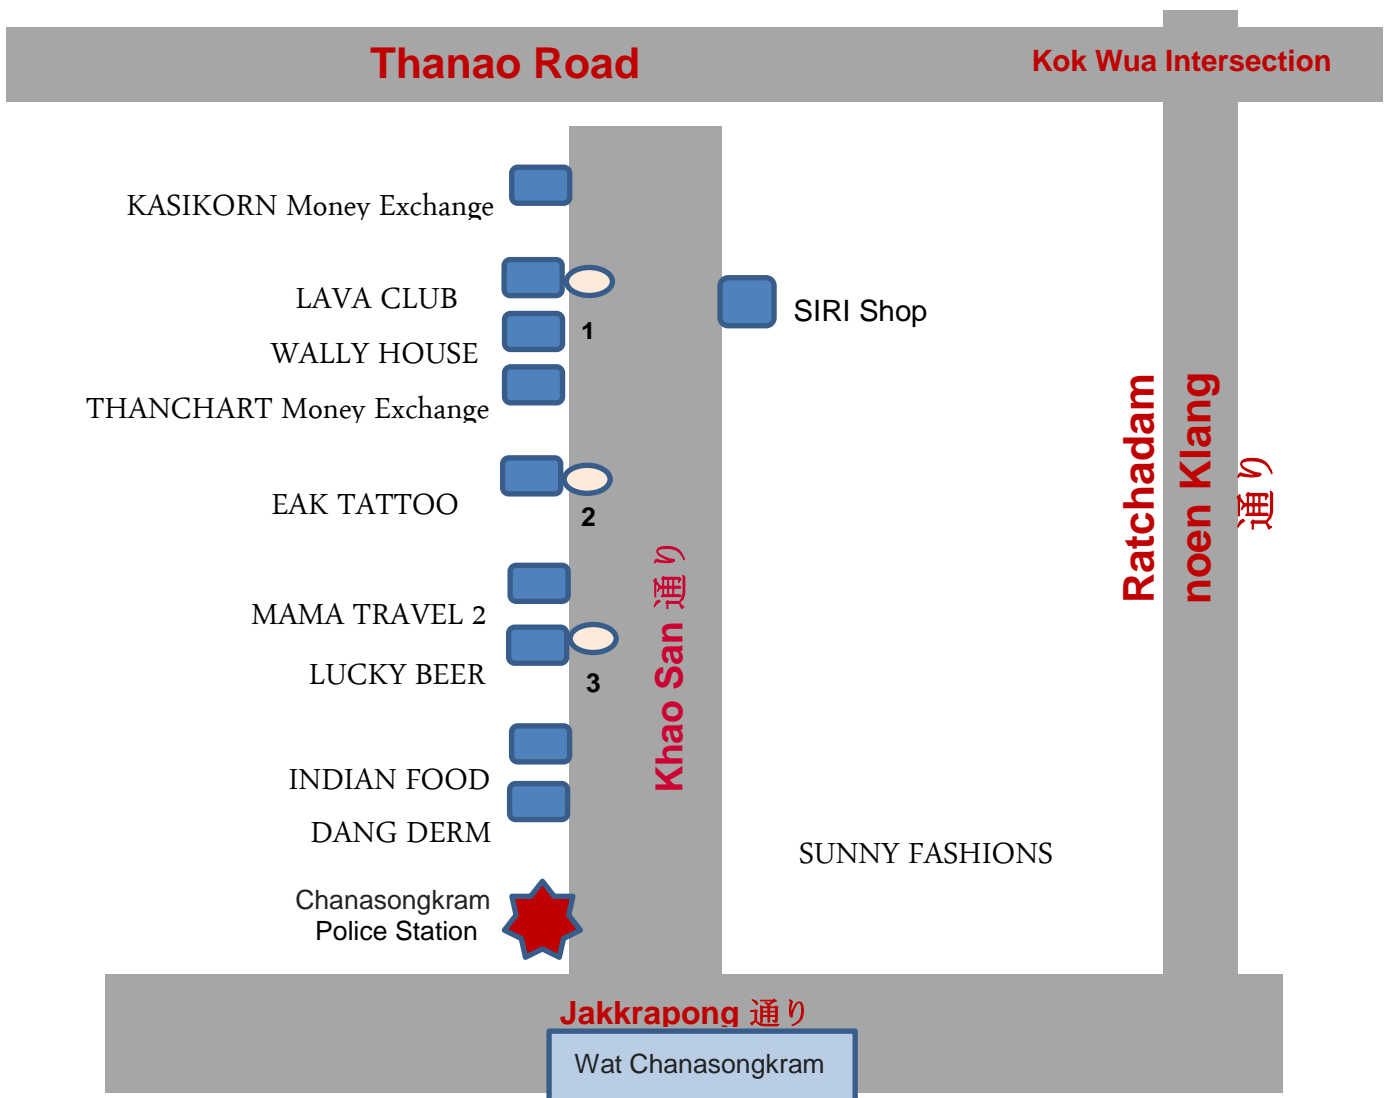 Thanao Road
Kok Wua Intersection
KASIKORN Money Exchange
LAVA CLUB
SIRI Shop
1
WALLY HOUSE
THANCHART Money Exchange
EAK TATTOO
2
MAMA TRAVEL 2
LUCKY BEER
3
Khao San 通り
Ratchadam
noen Klang
通り
INDIAN FOOD
DANG DERM
SUNNY FASHIONS
Chanasongkram
Police Station
Jakkrapong 通り
Wat Chanasongkram